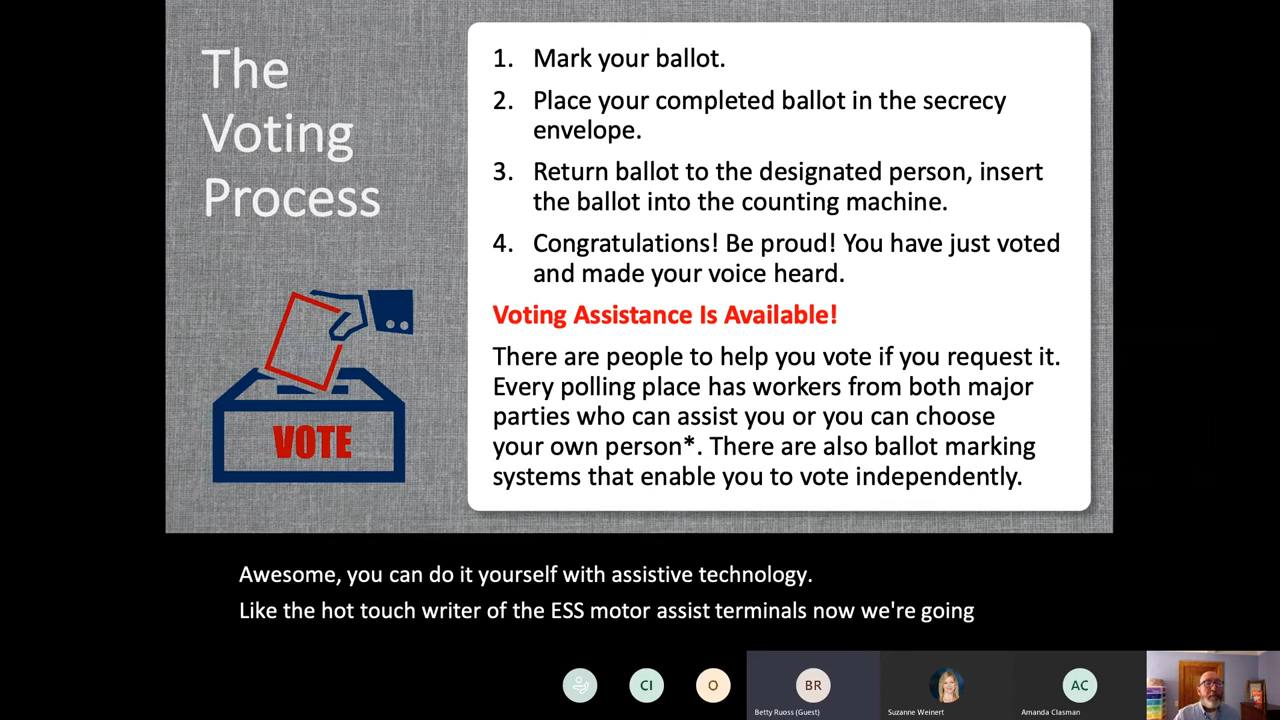 The
Voting
Process
VOTE
1. Mark your ballot.
2. Place your completed ballot in the secrecy
envelope.
3. Return ballot to the designated person, insert
the ballot into the counting machine.
4. Congratulations! Be proud! You have just voted
and made your voice heard.
Voting Assistance Is Available!
There are people to help you vote if you request it.
Every polling place has workers from both major
parties who can assist you or you can choose
your own person*. There are also ballot marking
systems that enable you to vote independently.
Awesome, you can do it yourself with assistive technology.
Like the hot touch writer of the ESS motor assist terminals now we're going
CI
O
BR
Betty Ruoss (Guest)
Suzanne Weinert
AC
Amanda Clasman